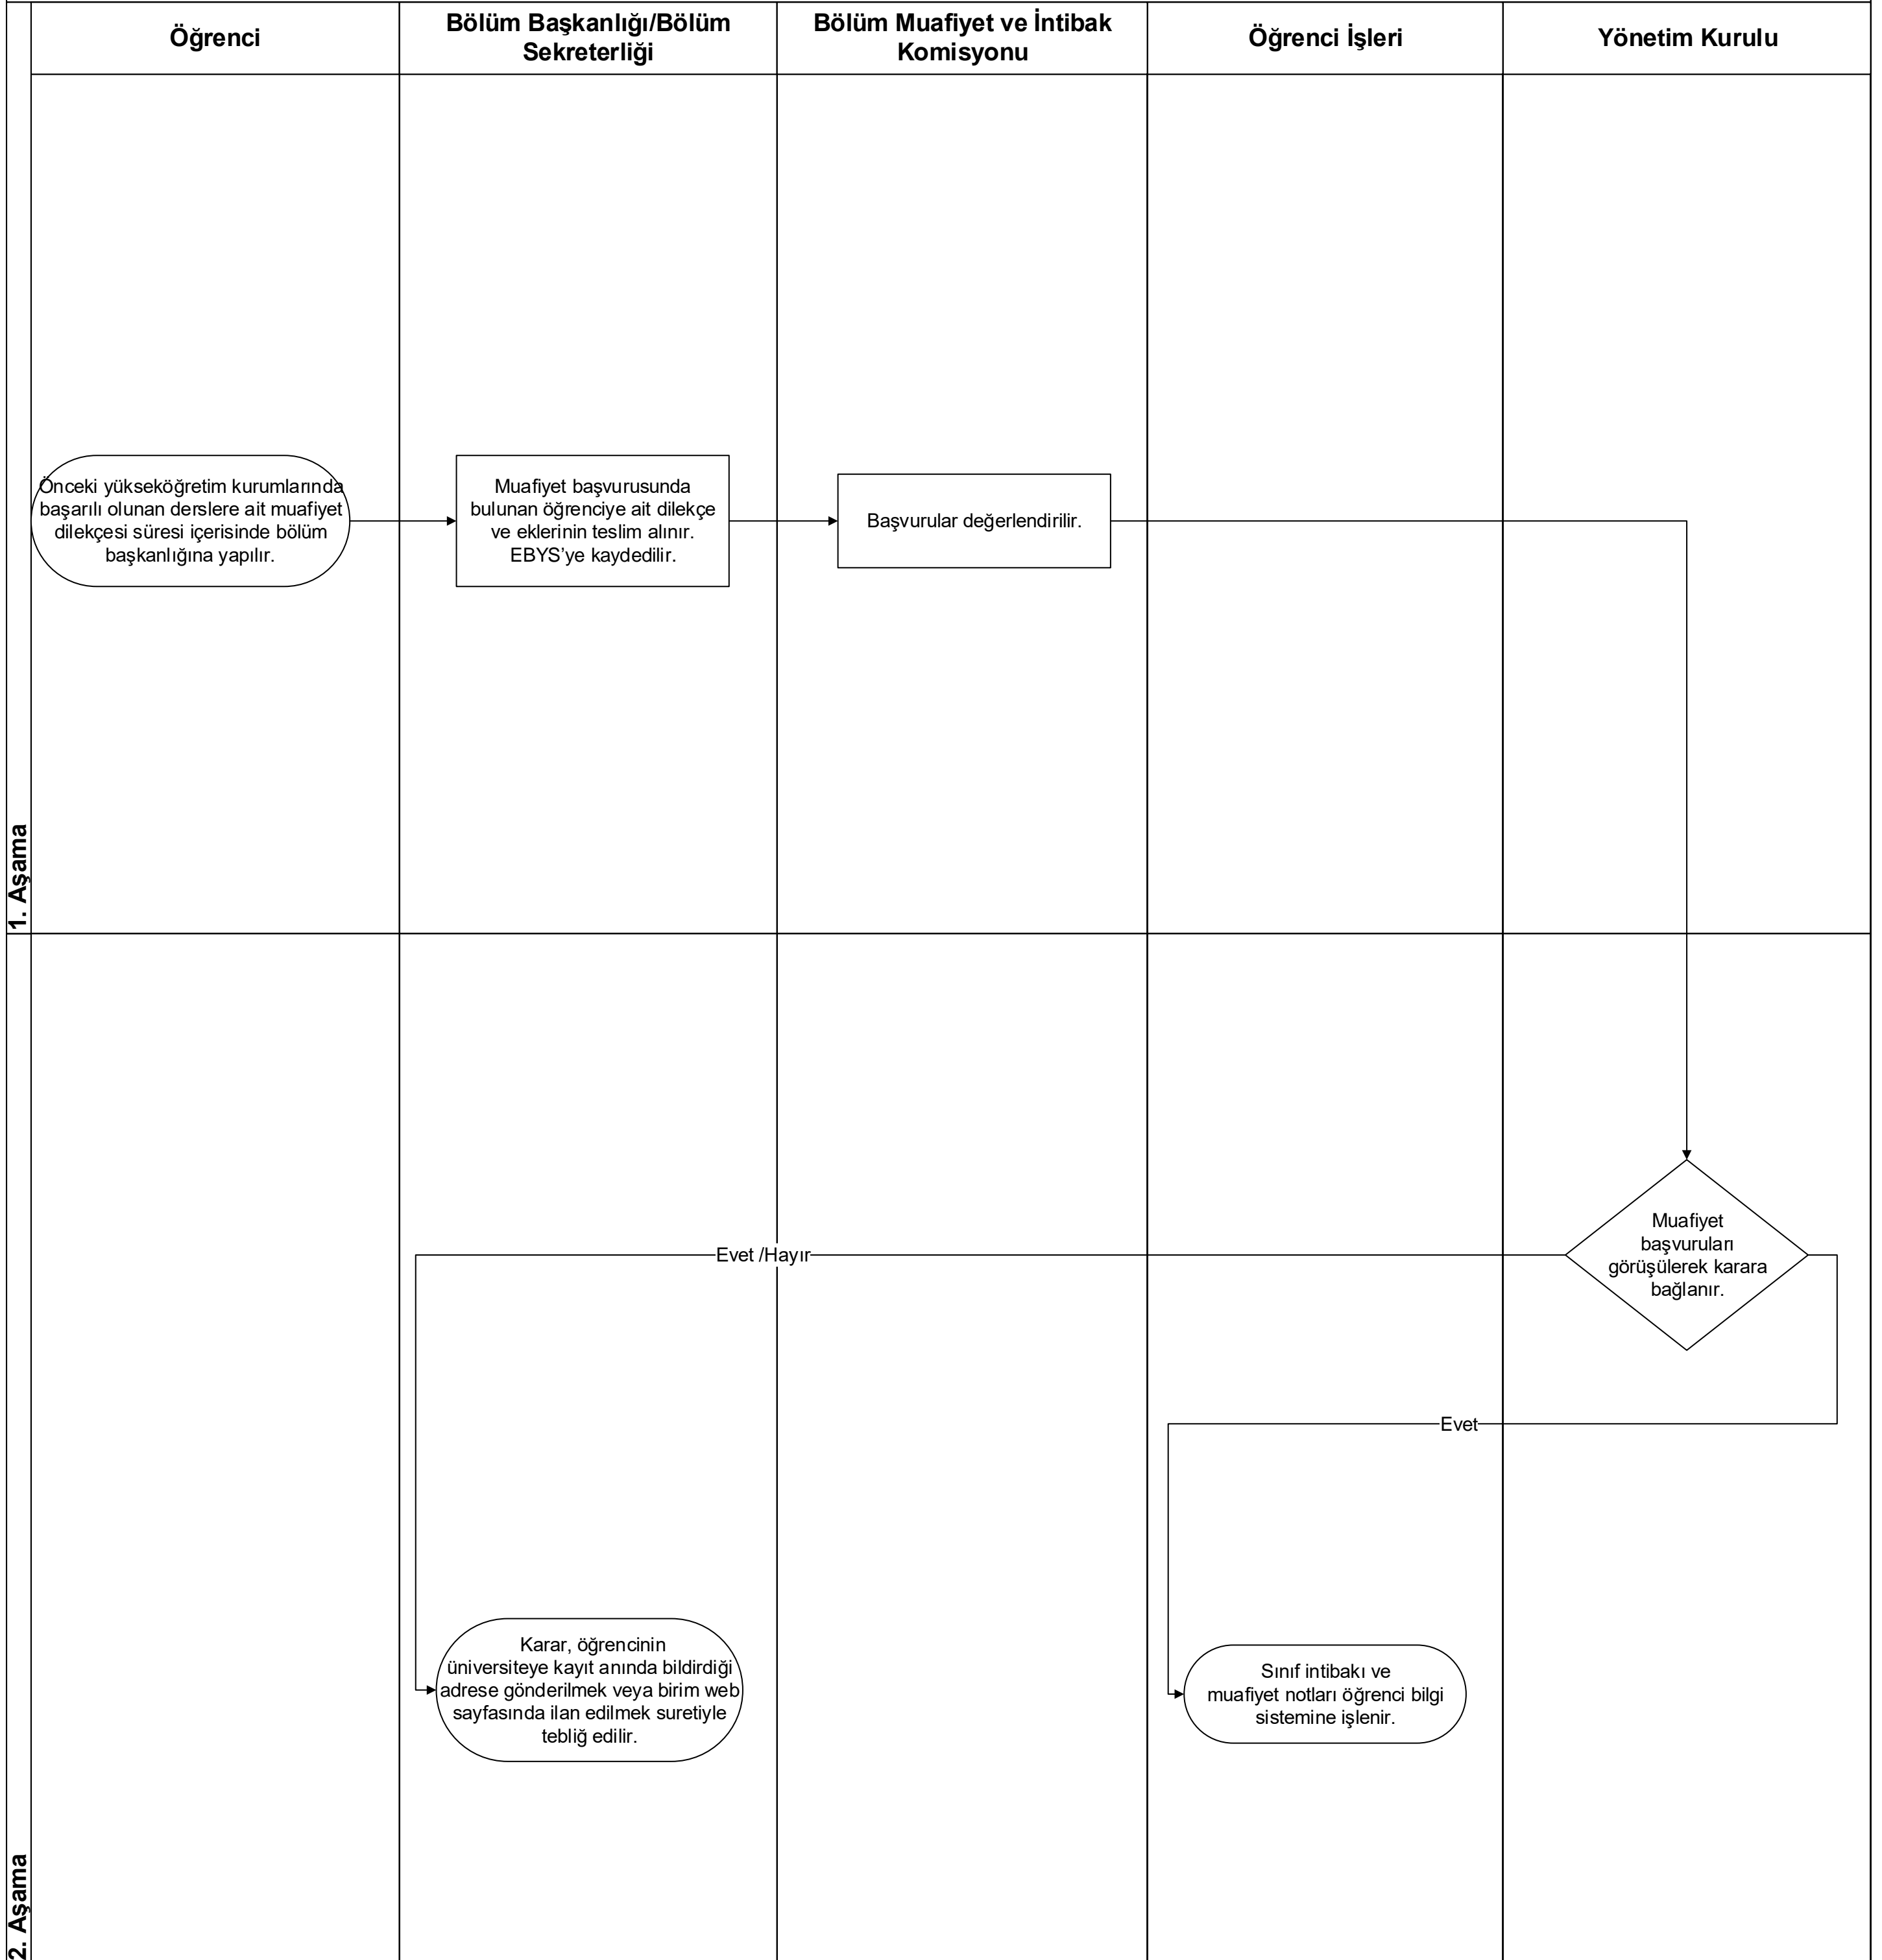 Öğrenci
Bölüm Başkanlığı/Bölüm
Sekreterliği
Bölüm Muafiyet ve İntibak
Komisyonu
Öğrenci İşleri
Yönetim Kurulu
1. Aşama
Önceki yükseköğretim kurumlarında
başarılı olunan derslere ait muafiyet
dilekçesi süresi içerisinde bölüm
başkanlığına yapılır.
Muafiyet başvurusunda
bulunan öğrenciye ait dilekçe
ve eklerinin teslim alınır.
EBYS’ye kaydedilir.
Başvurular değerlendirilir.
2. Aşama
Muafiyet
başvuruları
görüşülerek karara
bağlanır.
Evet /Hayır
Evet
Karar, öğrencinin
üniversiteye kayıt anında bildirdiği
adrese gönderilmek veya birim web
sayfasında ilan edilmek suretiyle
tebliğ edilir.
Sınıf intibakı ve
muafiyet notları öğrenci bilgi
sistemine işlenir.